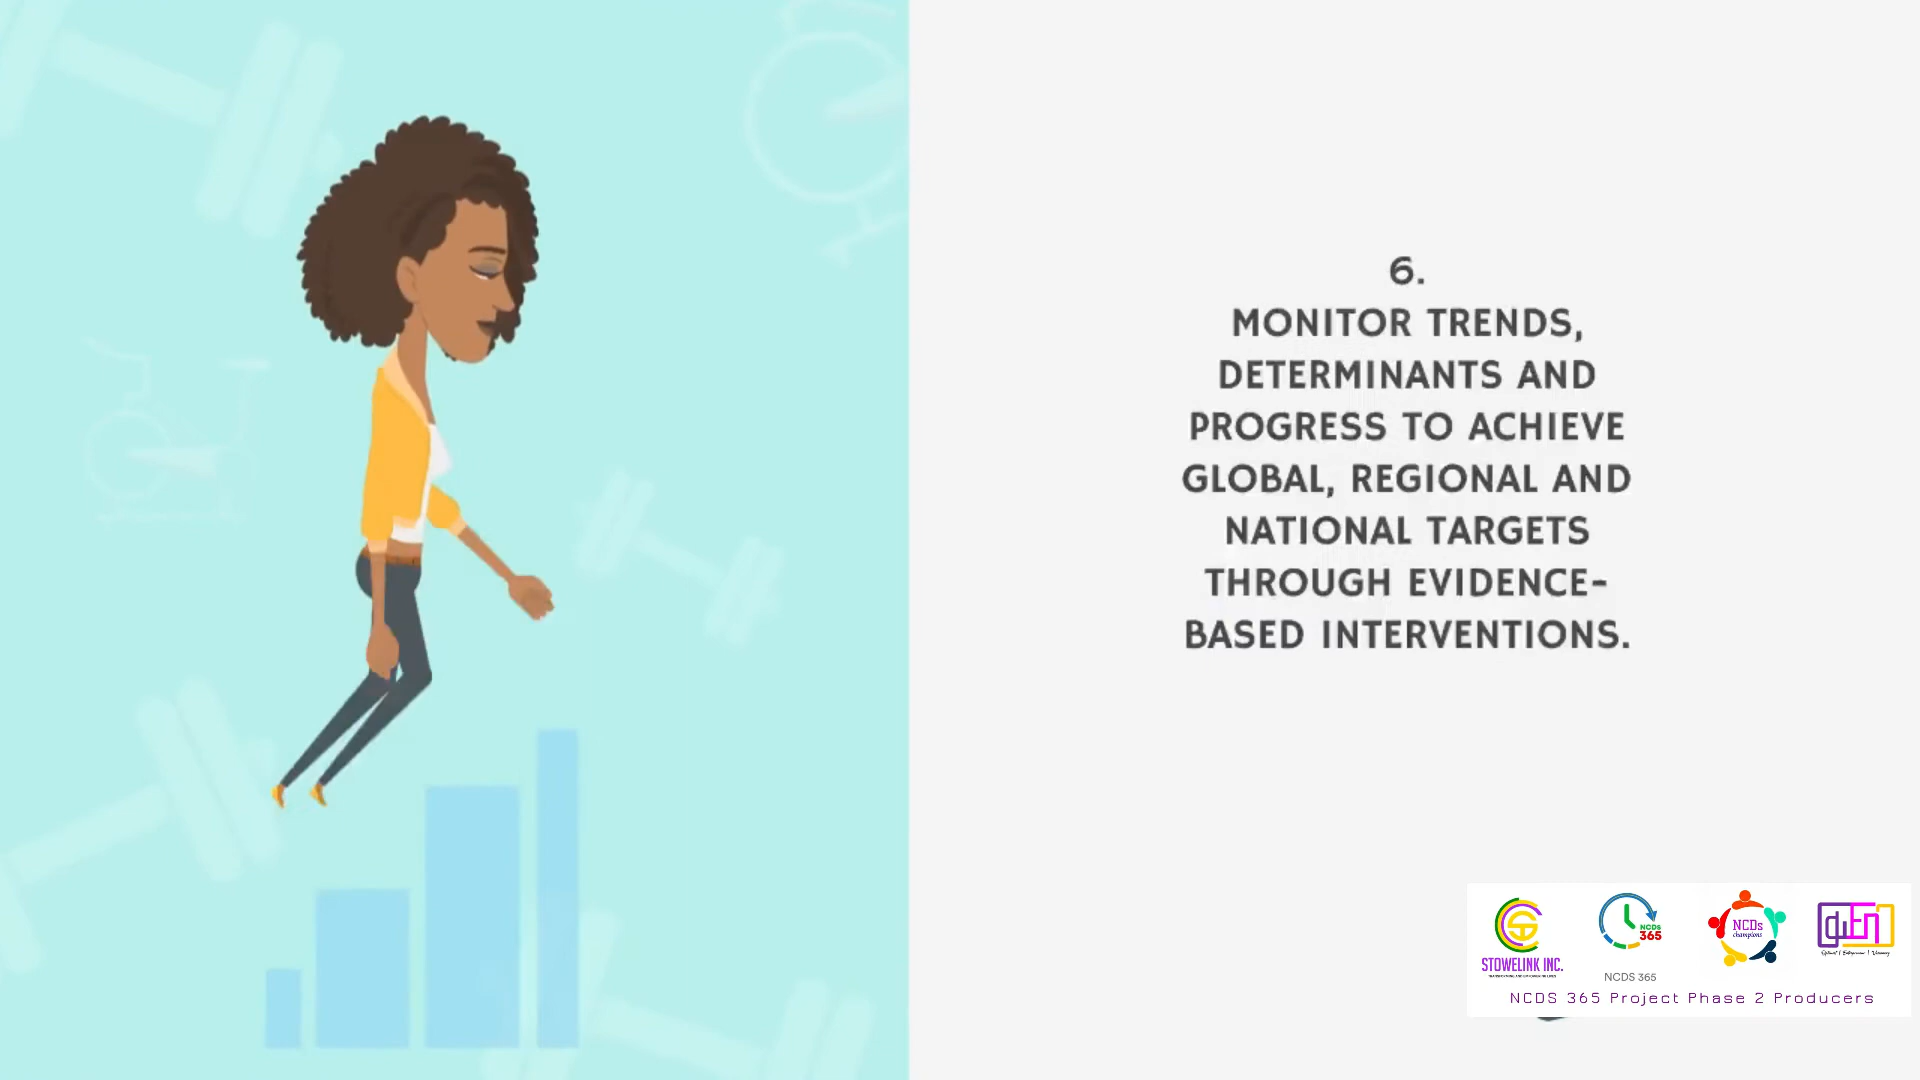 6.
MONITOR TRENDS,
DETERMINANTS AND
PROGRESS TO ACHIEVE
GLOBAL, REGIONAL AND
NATIONAL TARGETS
THROUGH EVIDENCE-
BASED INTERVENTIONS.
STOWELINK INC.
NCDS
365
NCDS 365
NCDs
champions
NCDS 365 Project Phase 2 Producers